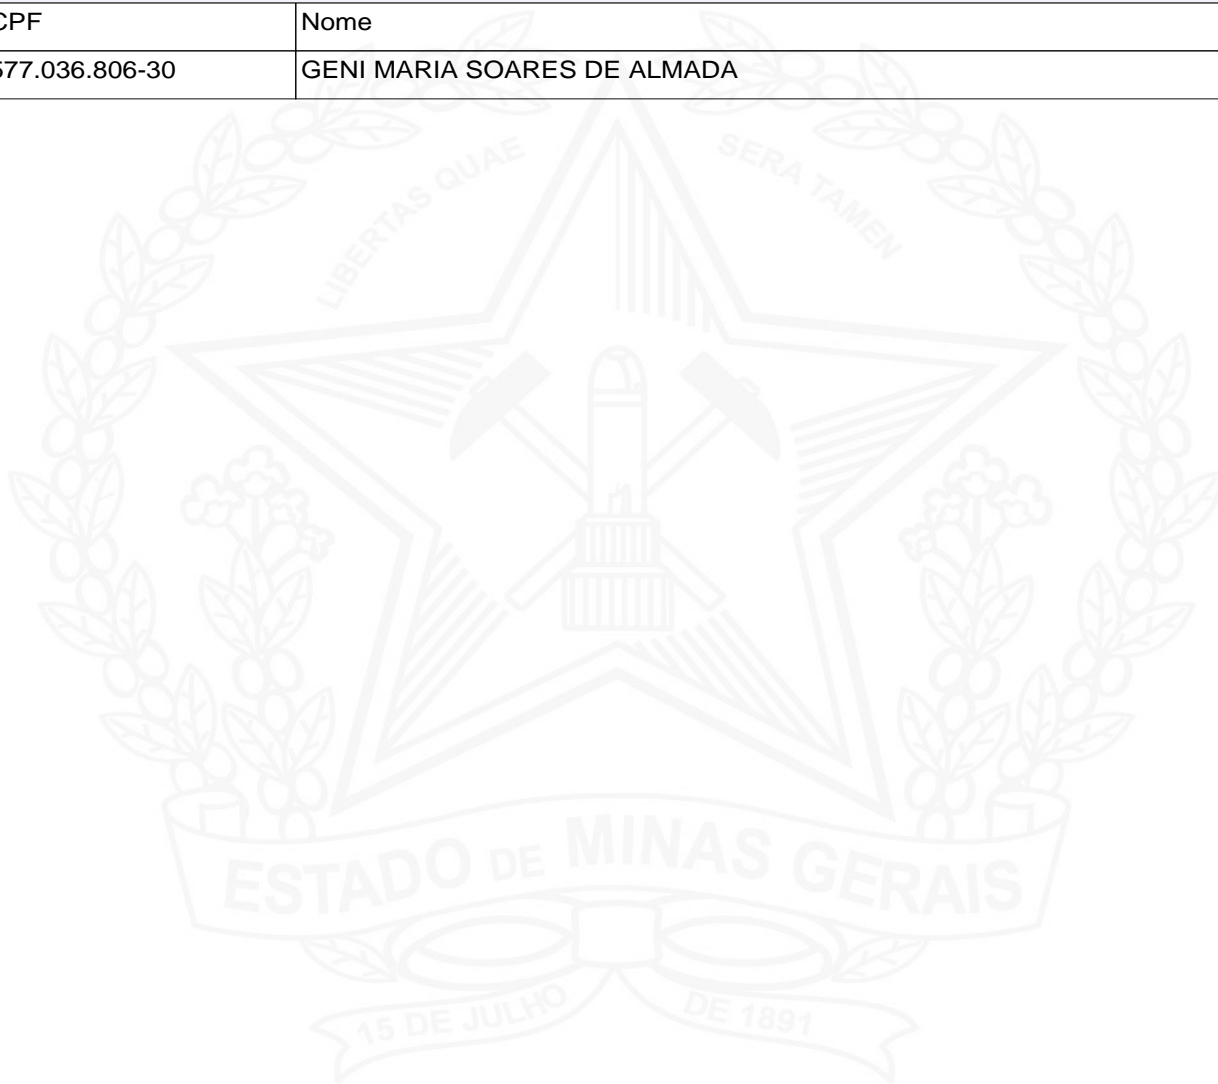 CPF Nome
577.036.806-30 GENI MARIA SOARES DE ALMADA
LIBERTAS QUAE SERA TAMEN
ESTADO DE MINAS GERAIS
15 DE JULHO DE 1891